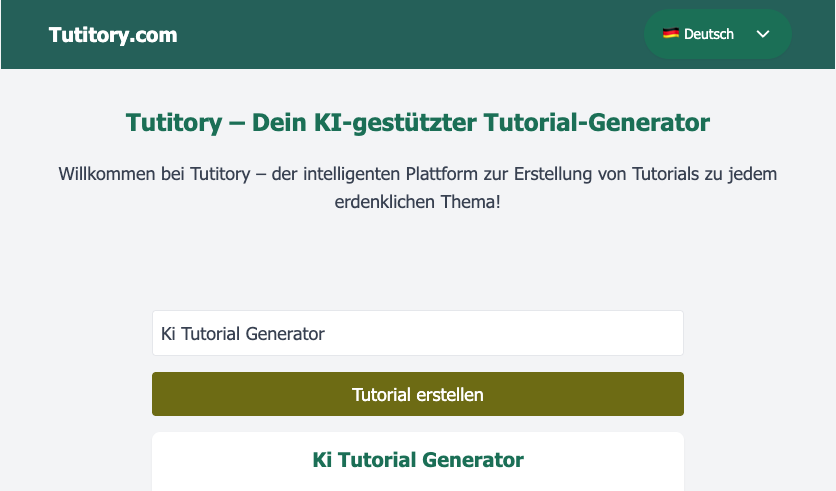 Tutitory.com
Deutsch
Tutitory – Dein KI-gestützter Tutorial-Generator
Willkommen bei Tutitory – der intelligenten Plattform zur Erstellung von Tutorials zu jedem
erdenklichen Thema!
Ki Tutorial Generator
Tutorial erstellen
Ki Tutorial Generator